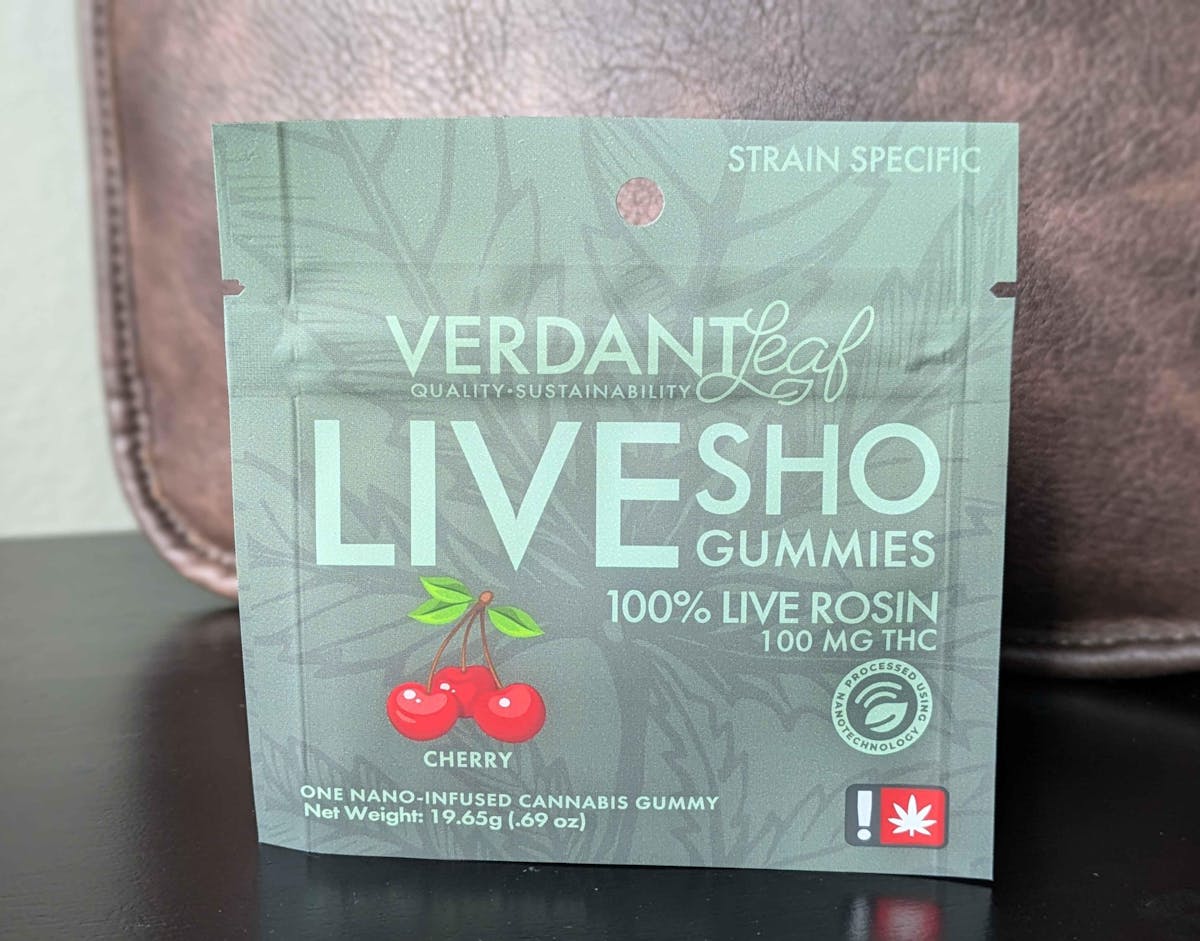 STRAIN SPECIFIC
VERDANT Leaf
QUALITY•SUSTAINABILITY
LIVE SHO
GUMMIES
100% LIVE ROSIN
100 MG THC
PROCESSED USING NANOTECHNOLOGY
CHERRY
ONE NANO-INFUSED CANNABIS GUMMY
Net Weight: 19.65g (.69 oz)
!